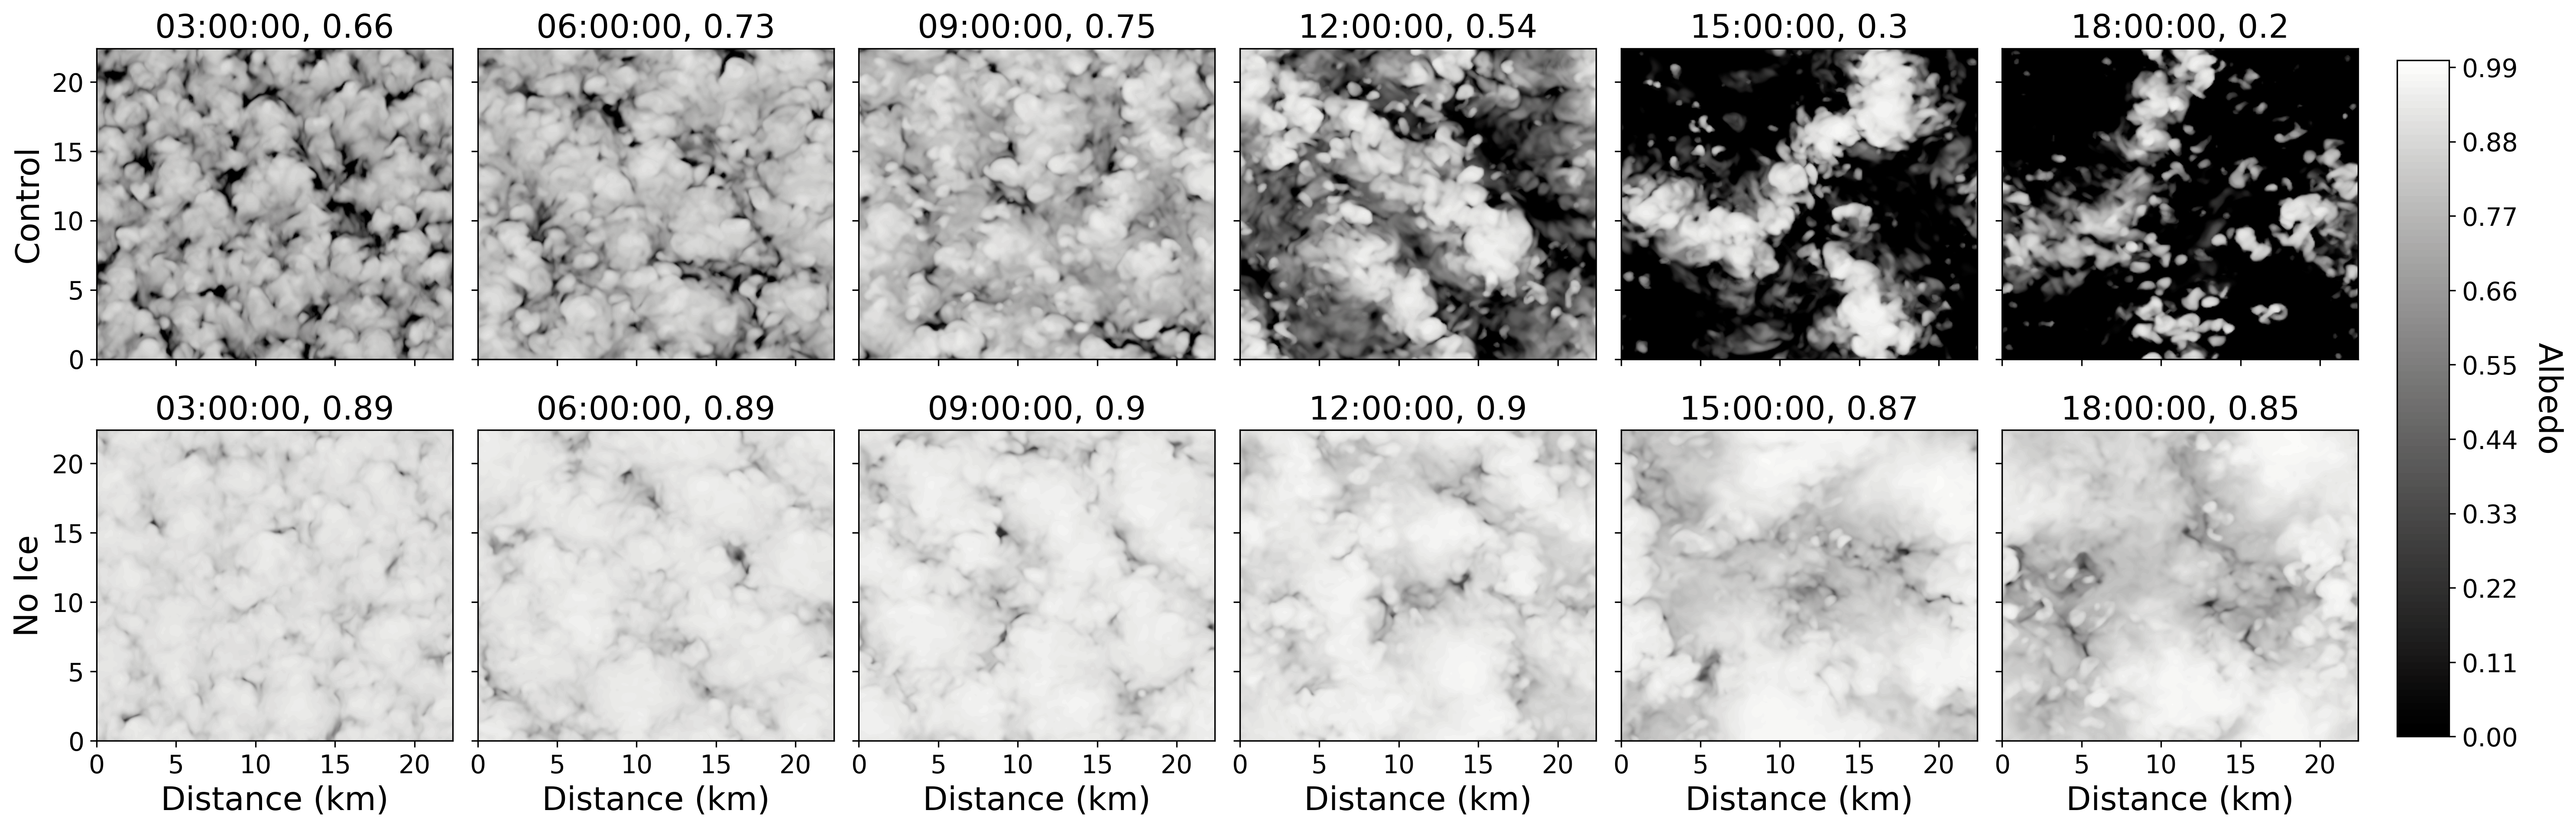 03:00:00, 0.66
06:00:00, 0.73
09:00:00, 0.75
12:00:00, 0.54
15:00:00, 0.3
18:00:00, 0.2
Control
20
15
10
5
0
03:00:00, 0.89
06:00:00, 0.89
09:00:00, 0.9
12:00:00, 0.9
15:00:00, 0.87
18:00:00, 0.85
No Ice
20
15
10
5
0
0 5 10 15 20
0 5 10 15 20
0 5 10 15 20
0 5 10 15 20
0 5 10 15 20
0 5 10 15 20
Distance (km)
Distance (km)
Distance (km)
Distance (km)
Distance (km)
Distance (km)
0.99
0.88
0.77
0.66
0.55
0.44
0.33
0.22
0.11
0.00
Albedo